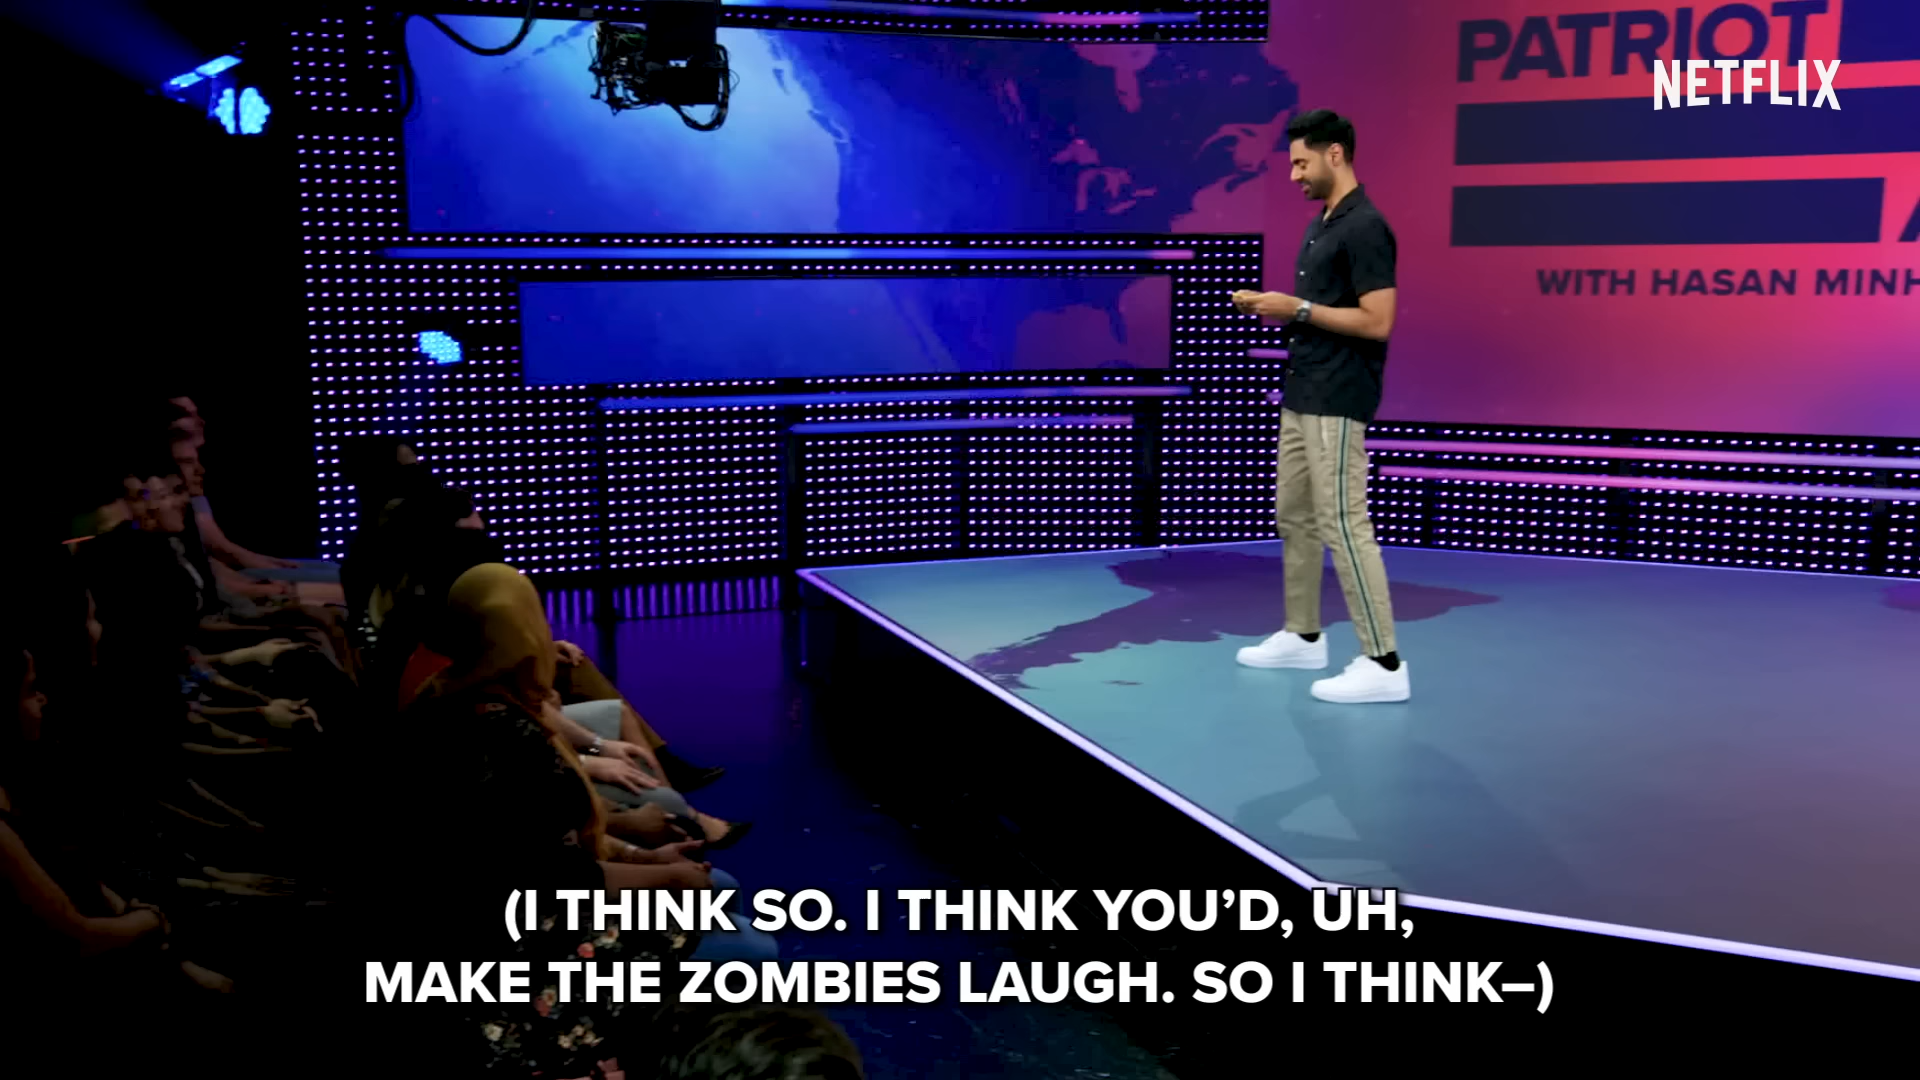 PATRIOT
NETFLIX
WITH HASAN MINH
(I THINK SO. I THINK YOU’D, UH,
MAKE THE ZOMBIES LAUGH. SO I THINK–)